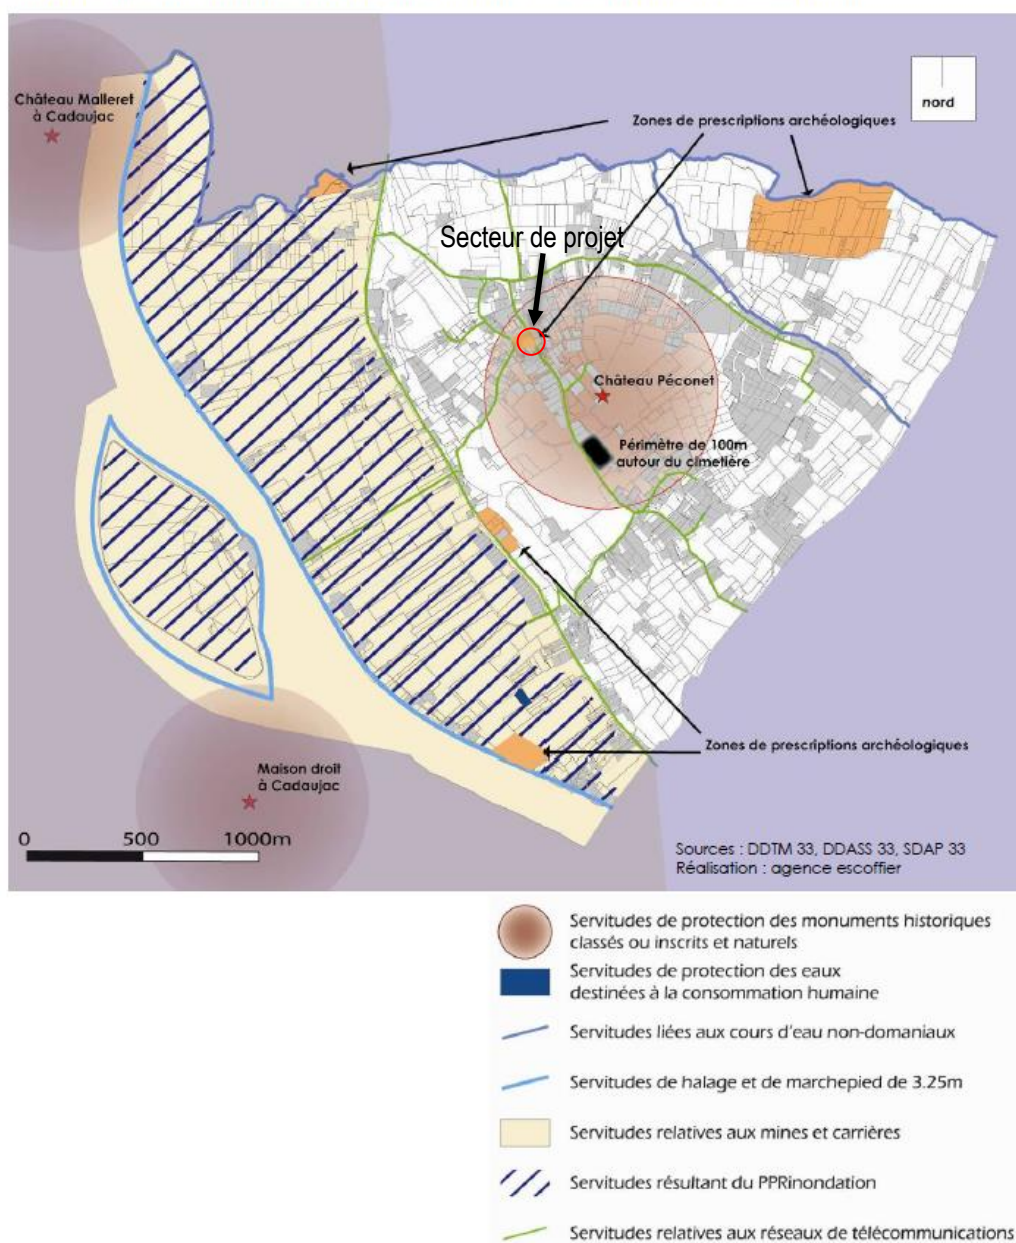 Château Malleret
à Cadaujac
nord
Zones de prescriptions archéologiques
Secteur de projet
Château Péconet
Périmètre de 100m
autour du cimetière
Zones de prescriptions archéologiques
Maison droit
à Cadaujac
0 500 1000m
Sources : DDTM 33, DDASS 33, SDAP 33
Réalisation : agence escoffier
Servitudes de protection des monuments historiques
classés ou inscrits et naturels
Servitudes de protection des eaux
destinées à la consommation humaine
Servitudes liées aux cours d'eau non-domaniaux
Servitudes de halage et de marchepied de 3.25m
Servitudes relatives aux mines et carrières
Servitudes résultant du PPRinondation
Servitudes relatives aux réseaux de télécommunications